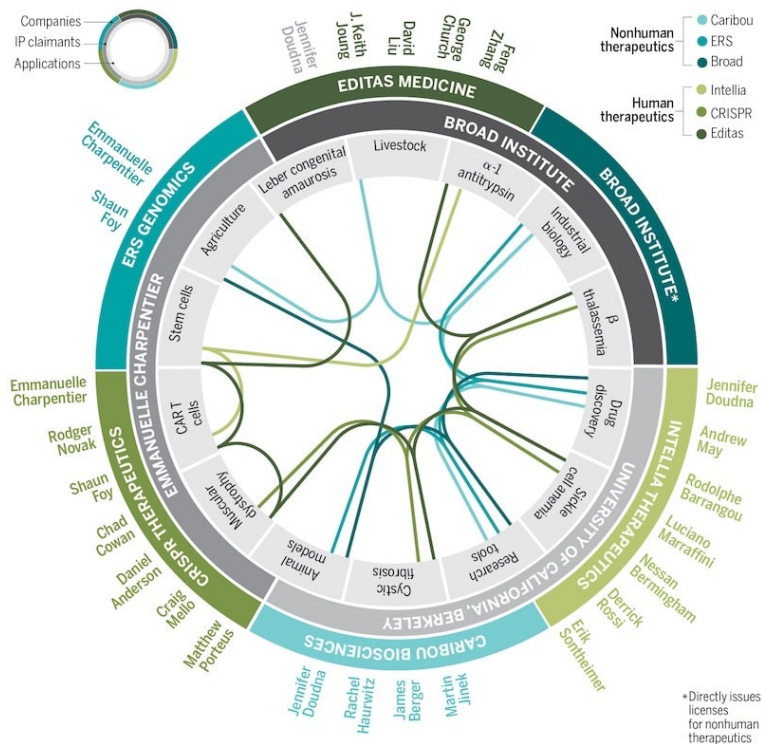 Companies
IP claimants
Applications
Nonhuman
therapeutics
Caribou
ERS
Broad
Human
therapeutics
Intellia
CRISPR
Editas
Jennifer
Doudna
J. Keith
Joung
David
Liu
George
Church
Feng
Zhang
EDITAS MEDICINE
BROAD INSTITUTE
BROAD INSTITUTE*
Emmanuelle
Charpentier
Shaun
Foy
ERS GENOMICS
EMMANUELLE CHARPENTIER
Leber congenital
amaurosis
Livestock
α-1
antitrypsin
Industrial
biology
β
thalassemia
Drug
discovery
Sickle
cell anemia
Research
tools
Cystic
fibrosis
Animal
models
Muscular
dystrophy
CAR T
cells
Stem cells
Agriculture
Emmanuelle
Charpentier
Rodger
Novak
Shaun
Foy
Chad
Cowan
Daniel
Anderson
Craig
Mello
Matthew
Porteus
CRISPR THERAPEUTICS
UNIVERSITY OF CALIFORNIA, BERKELEY
CARIBOU BIOSCIENCES
Jennifer
Doudna
Rachel
Haurwitz
James
Berger
Martin
Jinek
INTELLIA THERAPEUTICS
Jennifer
Doudna
Andrew
May
Rodolphe
Barrangou
Luciano
Marraffini
Nessan
Bermingham
Derrick
Rossi
Erik
Sontheimer
*Directly issues
licenses
for nonhuman
therapeutics